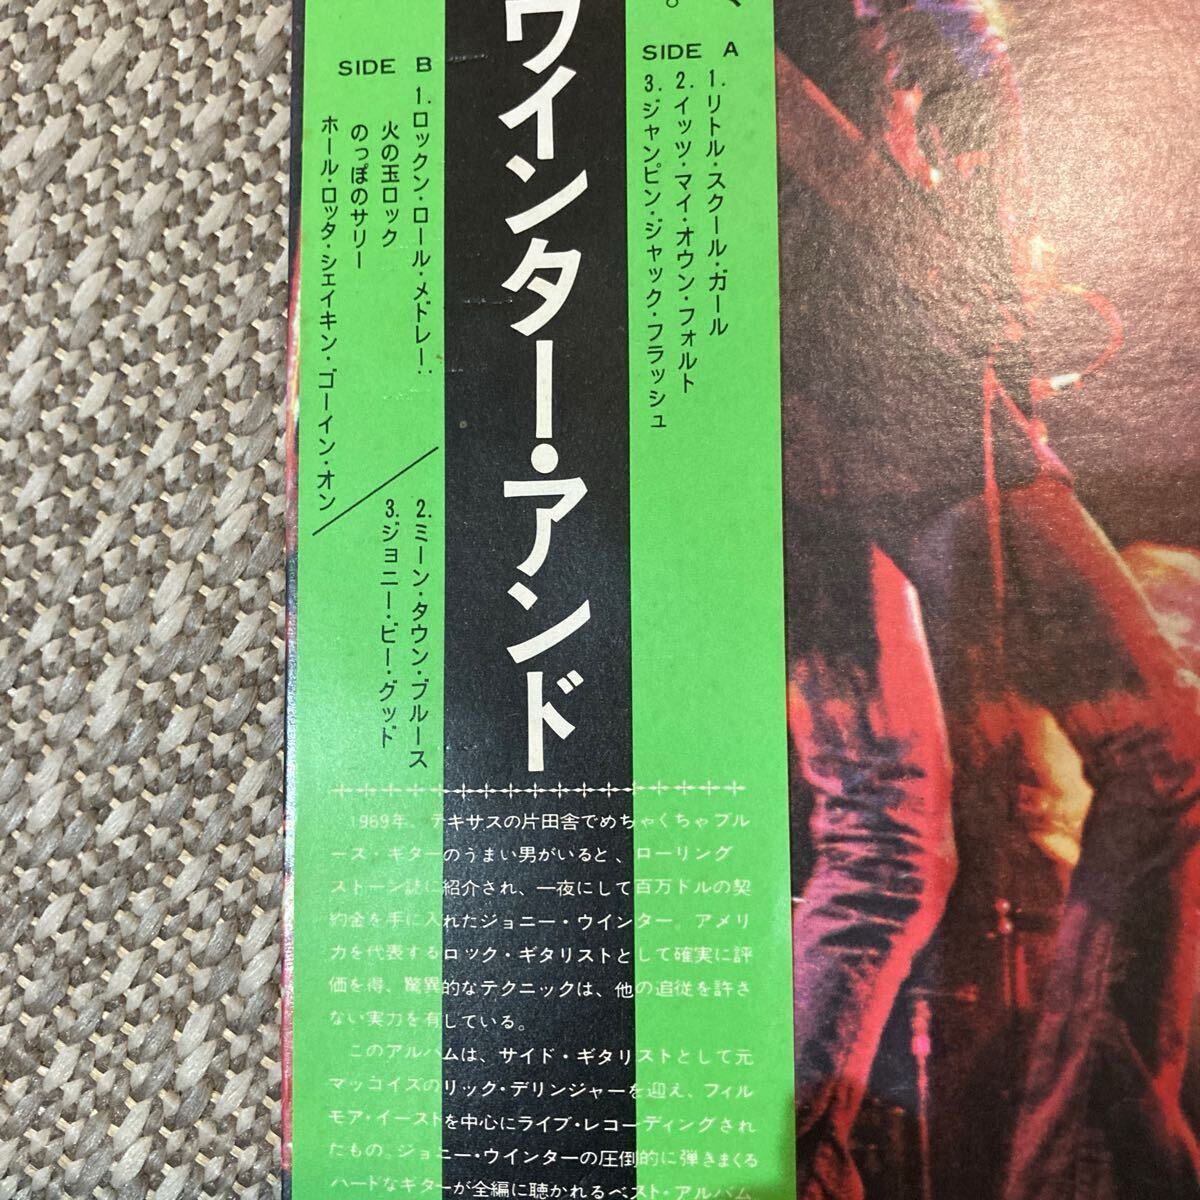 SIDE A
1.リトル・スクール・ガール
2.イッツ・マイ・オウン・フォルト
3.ジャンピン・ジャック・フラッシュ
ウインター・アンド
SIDE B
1.ロックン・ロール・メドレー:
火の玉ロック
のっぽのサリー
ホール・ロッタ・シェイキン・ゴーイン・オン
2.ミーン・タウン・ブルース
3.ジョニー・ビー・グッド
1969年、テキサスの片田舎でめちゃくちゃブル
ース・ギターのうまい男がいると、ローリング
ストーン誌に紹介され、一夜にして百万ドルの契
約金を手に入れたジョニー・ウインター。アメリ
カを代表するロック・ギタリストとして確実に評
価を得、驚異的なテクニックは、他の追従を許さ
ない実力を有している。
このアルバムは、サイド・ギタリストとして元
マッコイズのリック・デリンジャーを迎え、フィル
モア・イーストを中心にライブ・レコーディングされ
たもの。ジョニー・ウインターの圧倒的に弾きまくる
ハードなギターが全編に聴かれるベスト・アルバム